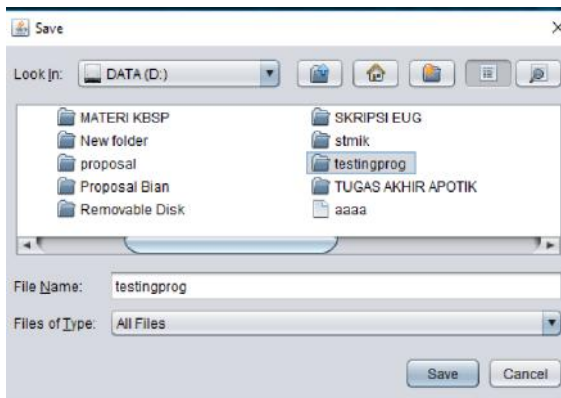 Save
Look In: DATA (D:)
MATERI KBSP SKRIPSI EUG
New folder stmik
proposal testingprog
Proposal Bian TUGAS AKHIR APOTIK
Removable Disk aaaa
File Name: testingprog
Files of Type: All Files
Save Cancel